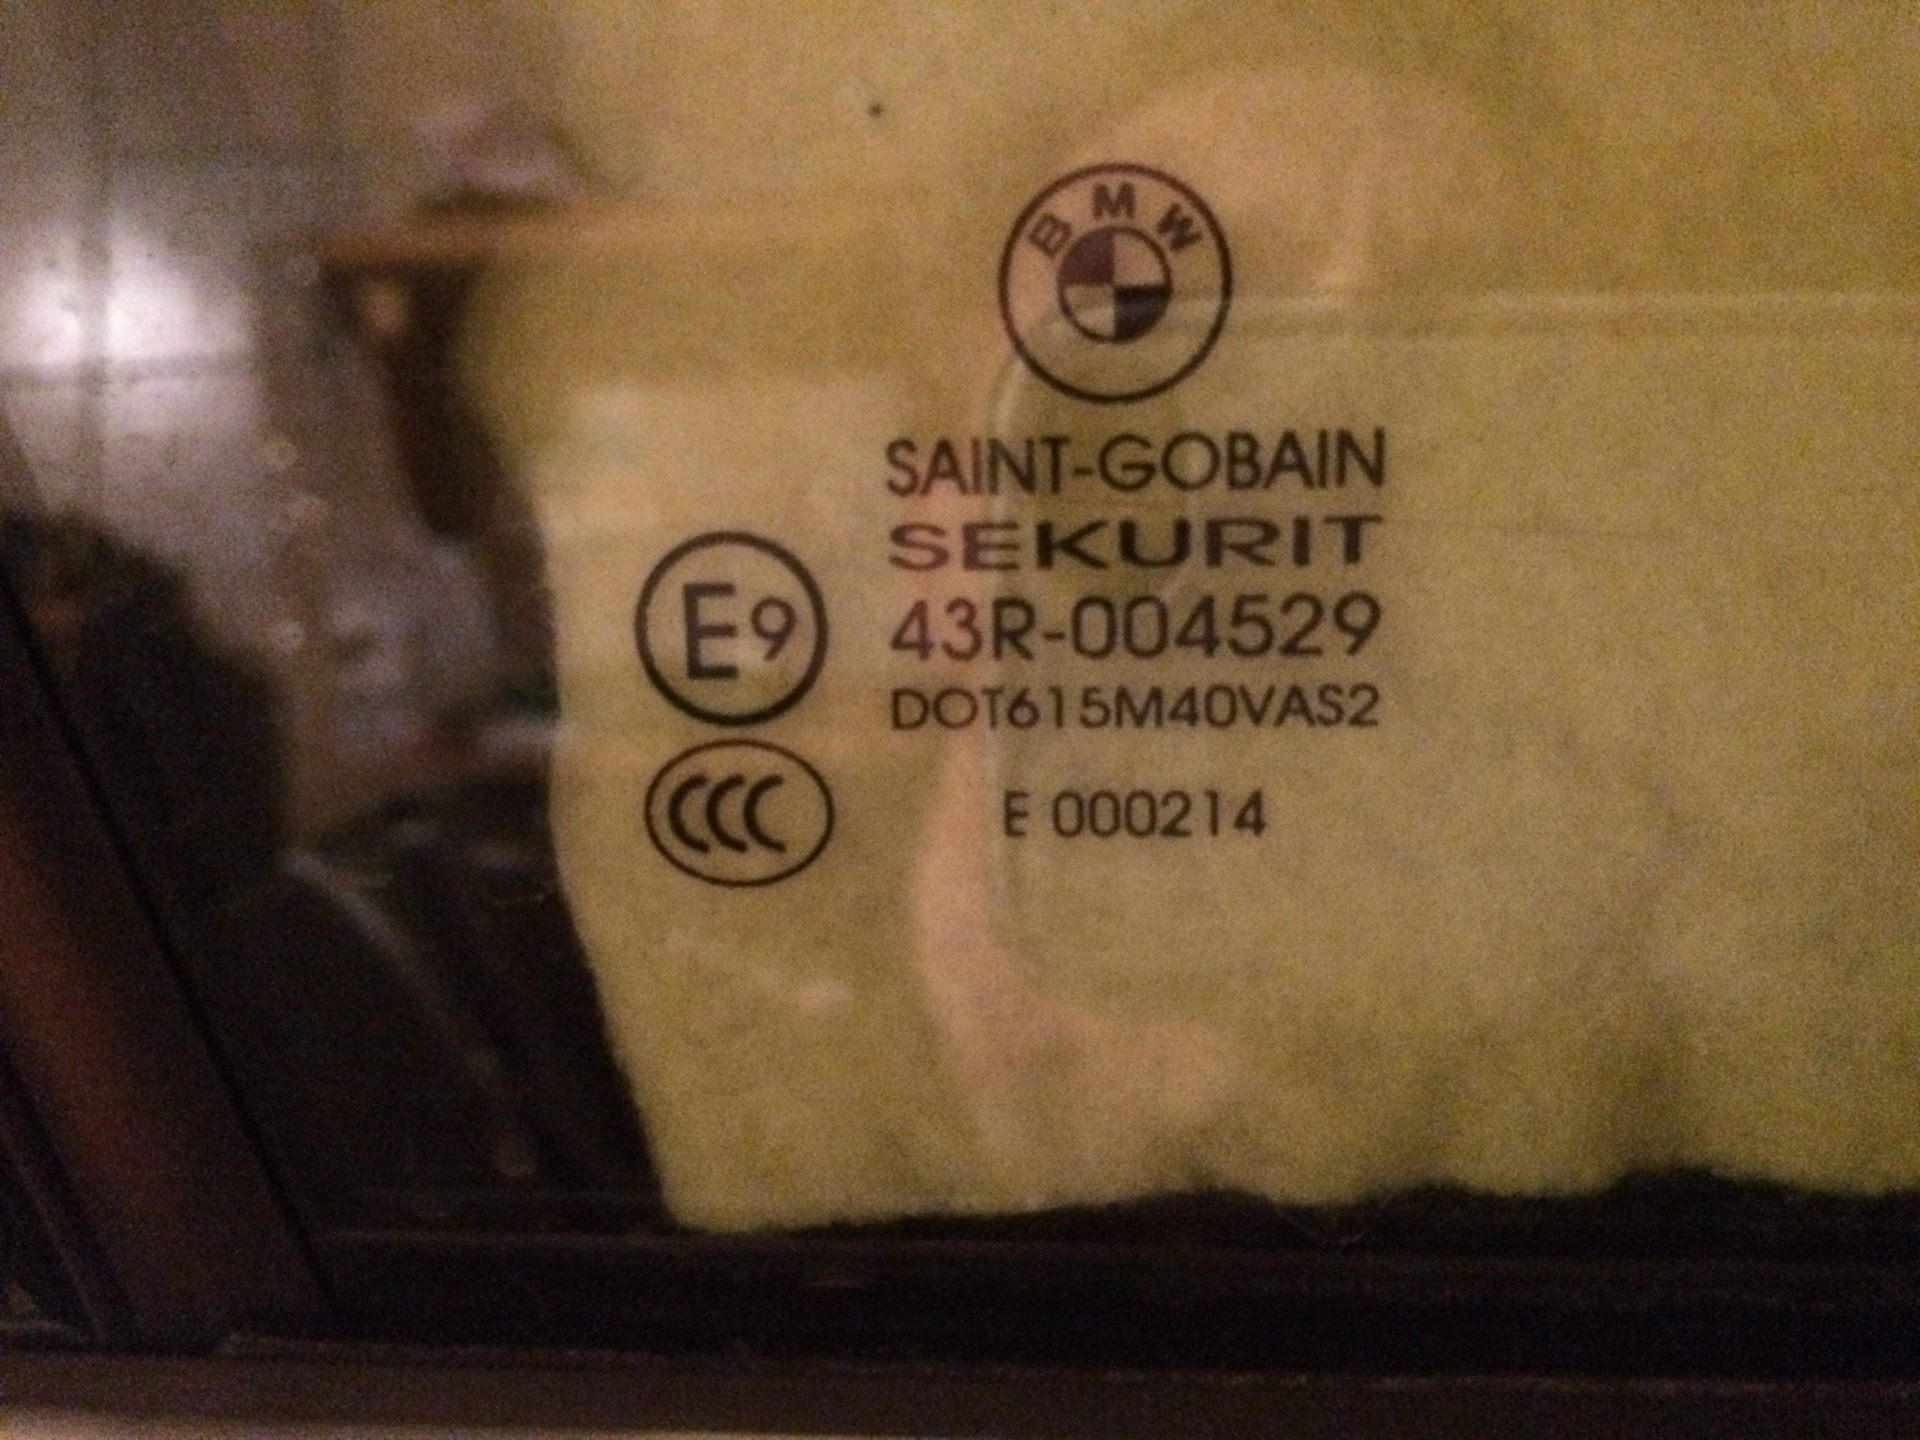 BMW
SAINT-GOBAIN
SEKURIT
E9
43R-004529
DOT615M40VAS2
CCC
E 000214